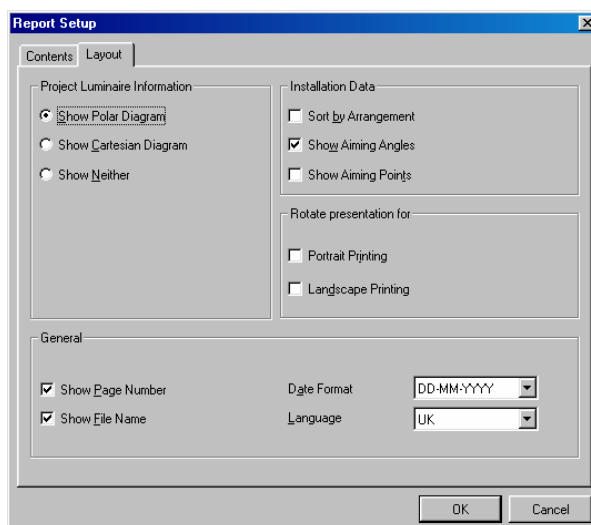 Report Setup
Contents
Layout
Project Luminaire Information
Show Polar Diagram
Show Cartesian Diagram
Show Neither
Installation Data
Sort by Arrangement
Show Aiming Angles
Show Aiming Points
Rotate presentation for
Portrait Printing
Landscape Printing
General
Show Page Number
Show File Name
Date Format
DD-MM-YYYY
Language
UK
OK
Cancel